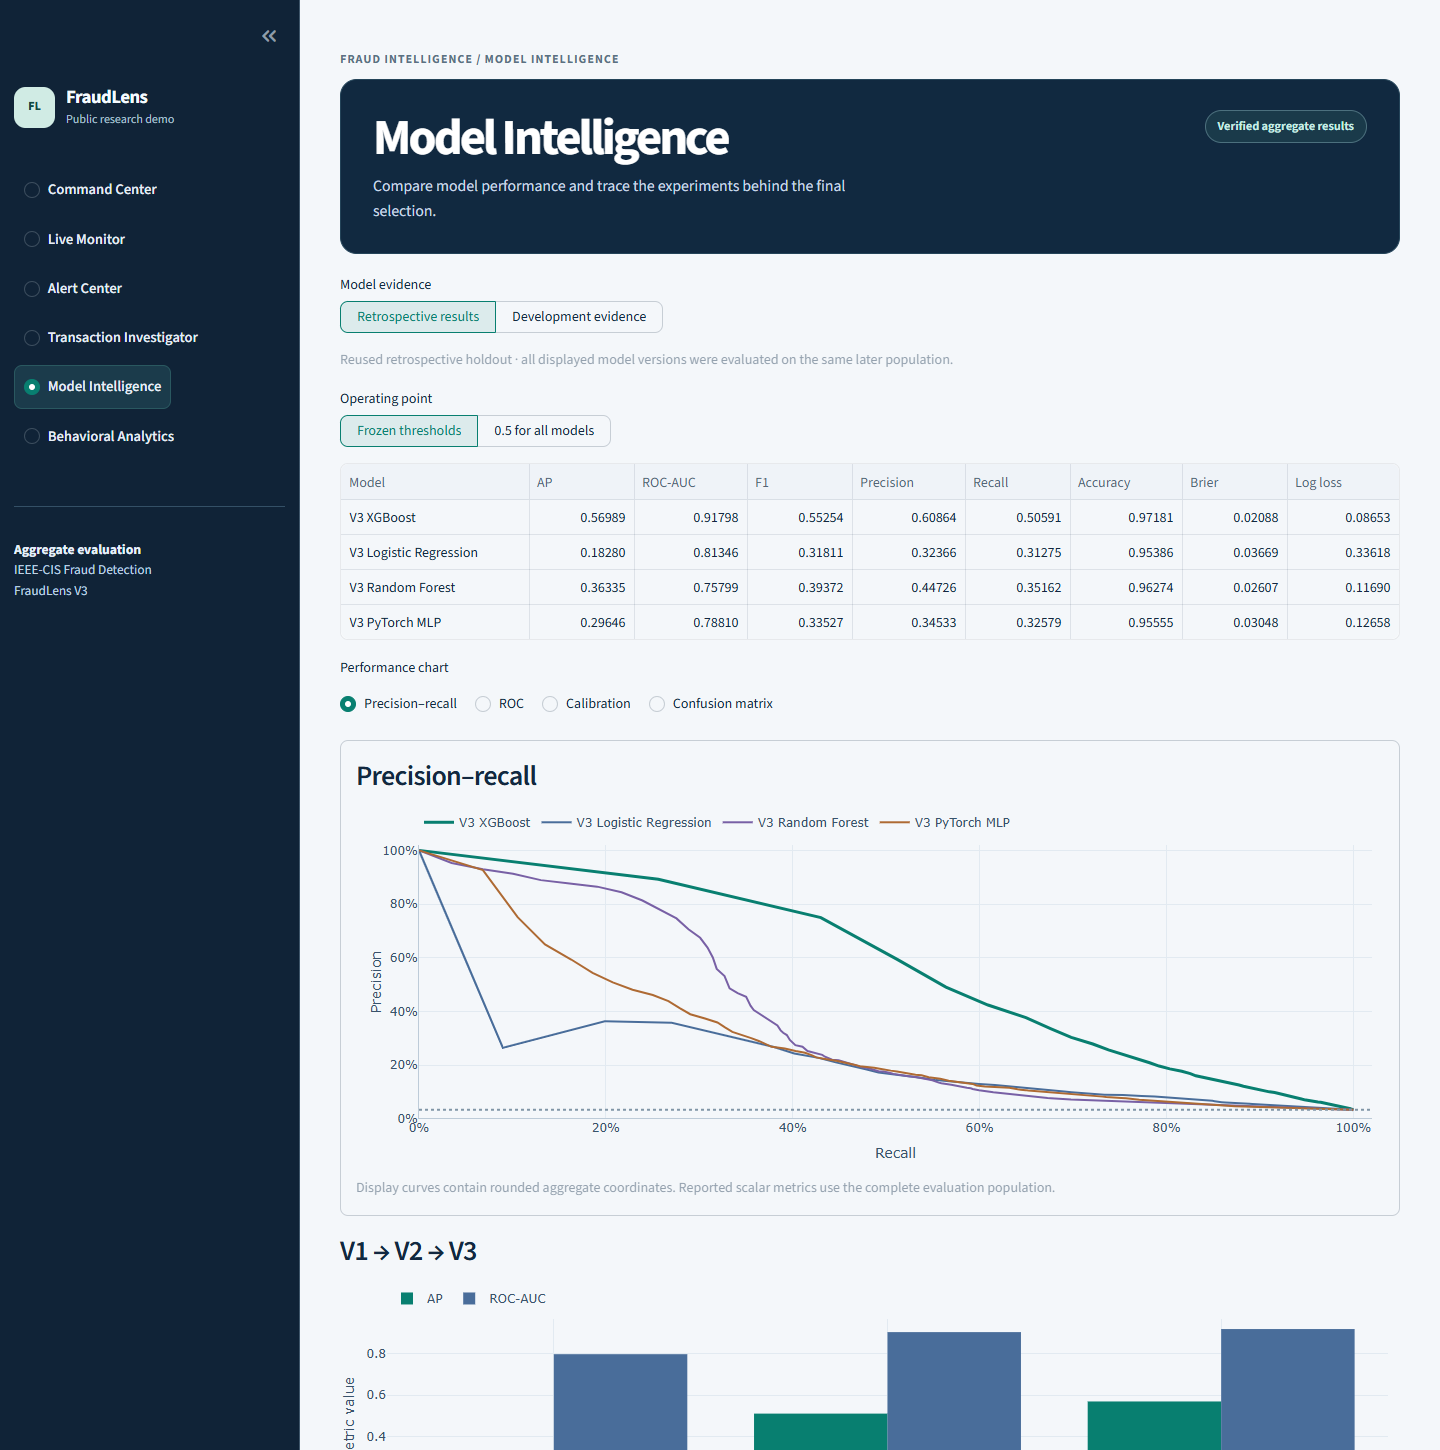 FL
FraudLens
Public research demo
Command Center
Live Monitor
Alert Center
Transaction Investigator
Model Intelligence
Behavioral Analytics
Aggregate evaluation
IEEE-CIS Fraud Detection
FraudLens V3
FRAUD INTELLIGENCE / MODEL INTELLIGENCE
Model Intelligence
Verified aggregate results
Compare model performance and trace the experiments behind the final
selection.
Model evidence
Retrospective results Development evidence
Reused retrospective holdout · all displayed model versions were evaluated on the same later population.
Operating point
Frozen thresholds 0.5 for all models
Model AP ROC-AUC F1 Precision Recall Accuracy Brier Log loss
V3 XGBoost 0.56989 0.91798 0.55254 0.60864 0.50591 0.97181 0.02088 0.08653
V3 Logistic Regression 0.18280 0.81346 0.31811 0.32366 0.31275 0.95386 0.03669 0.33618
V3 Random Forest 0.36335 0.75799 0.39372 0.44726 0.35162 0.96274 0.02607 0.11690
V3 PyTorch MLP 0.29646 0.78810 0.33527 0.34533 0.32579 0.95555 0.03048 0.12658
Performance chart
Precision–recall ROC Calibration Confusion matrix
Precision–recall
V3 XGBoost V3 Logistic Regression V3 Random Forest V3 PyTorch MLP
100%
80%
60%
40%
20%
0%
Precision
0% 20% 40% 60% 80% 100%
Recall
Display curves contain rounded aggregate coordinates. Reported scalar metrics use the complete evaluation population.
V1 → V2 → V3
AP ROC-AUC
0.8
0.6
0.4
etric value